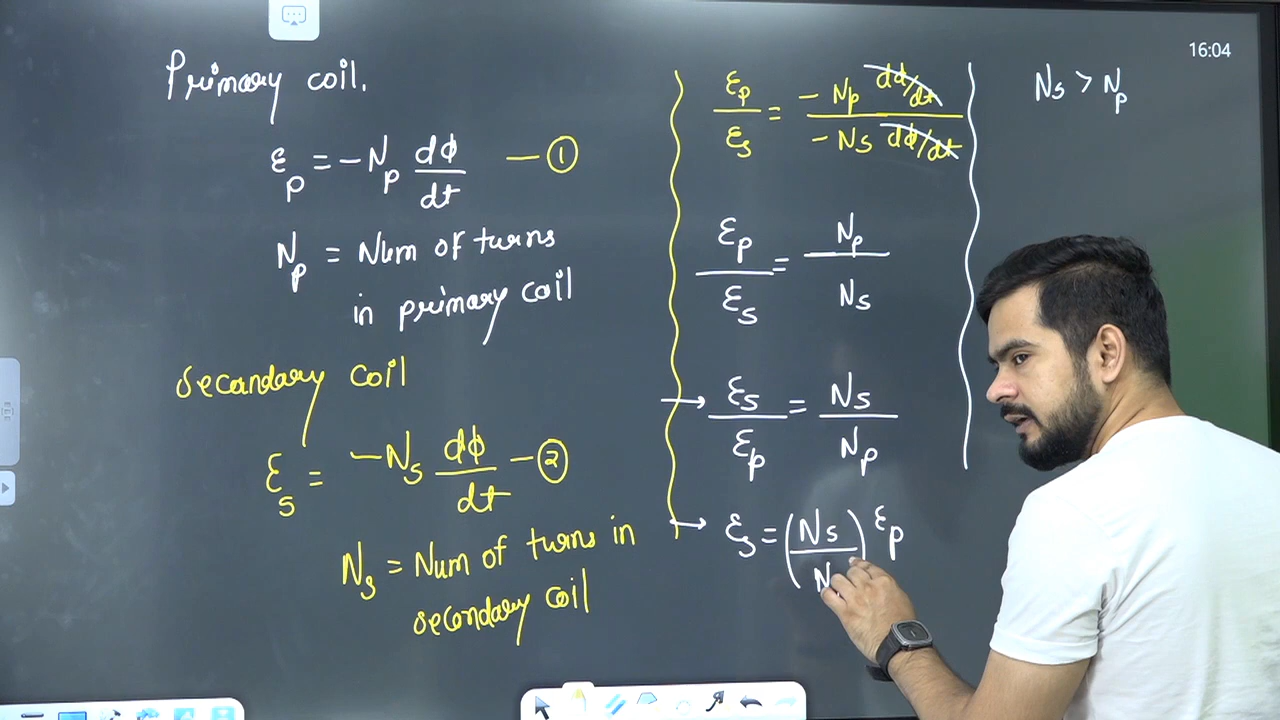 Primary coil.
εp = -Np dϕ/dt — ①
Np = Num of turns
in primary coil
Secandary coil
εs = -Ns dϕ/dt — ②
Ns = Num of turns in
secondary coil
εp/εs = -Np dϕ/dt / -Ns dϕ/dt
εp/εs = Np/Ns
→ εs/εp = Ns/Np
→ εs = (Ns/N) εp
16:04
Ns > Np